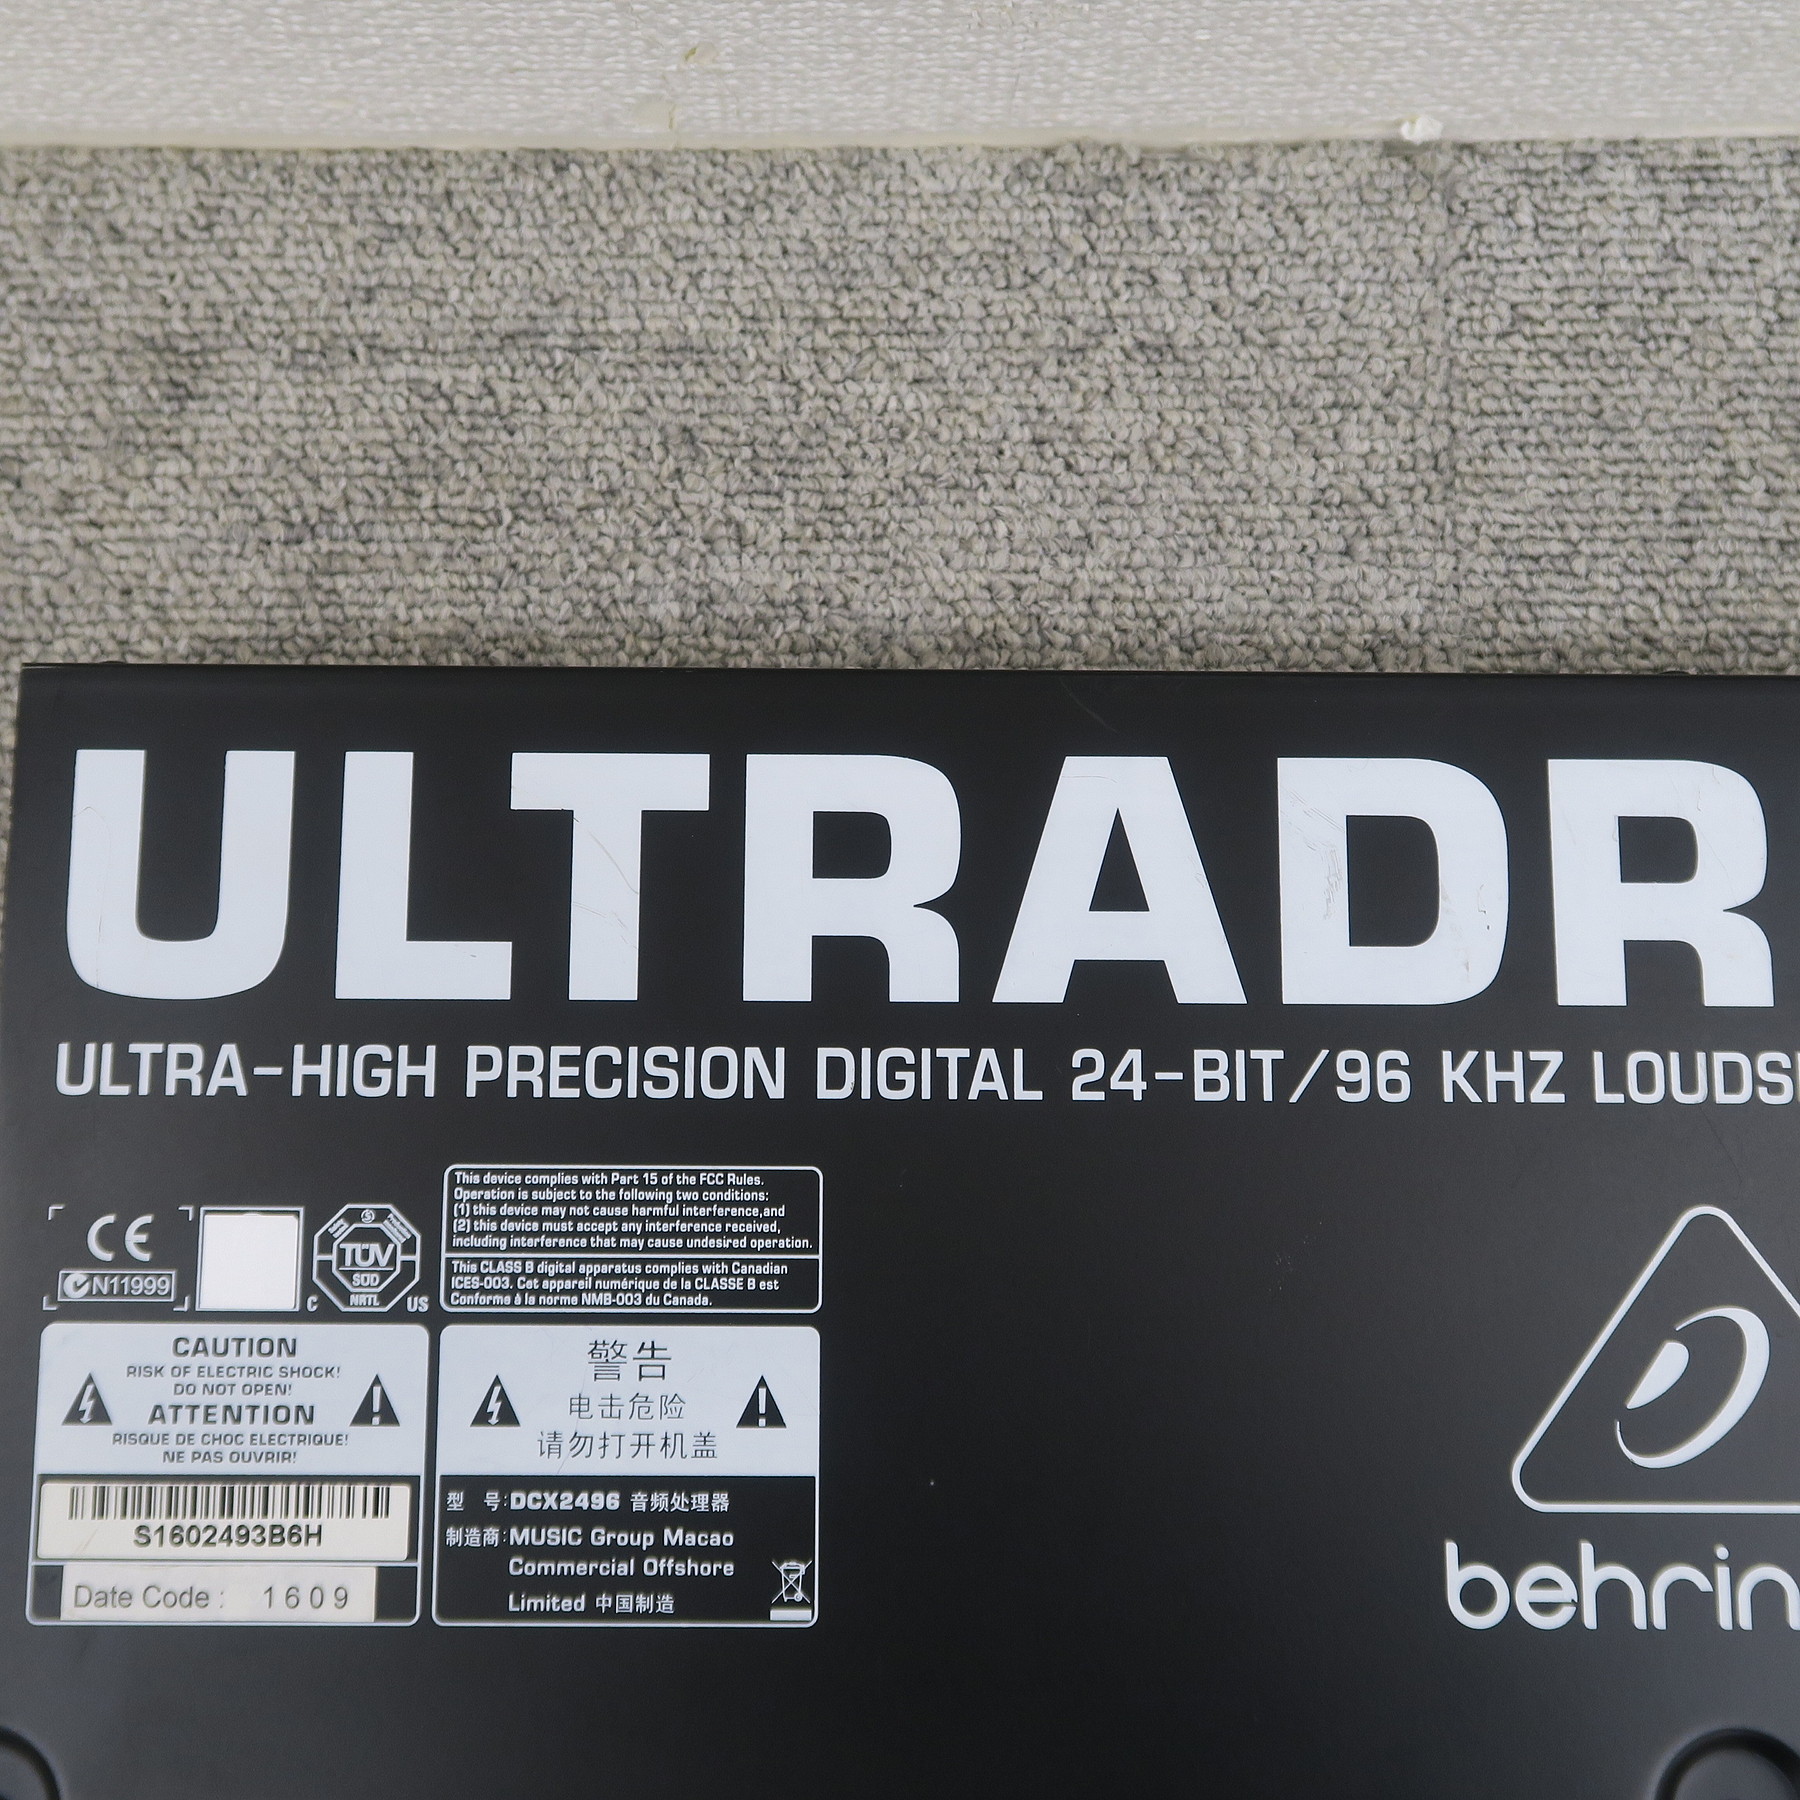 ULTRADR
ULTRA-HIGH PRECISION DIGITAL 24-BIT/96 KHZ LOUDS
This device complies with Part 15 of the FCC Rules.
Operation is subject to the following two conditions:
(1) this device may not cause harmful interference,and
(2) this device must accept any interference received,
including interference that may cause undesired operation.
This CLASS B digital apparatus complies with Canadian
ICES-003. Cet appareil numérique de la CLASSE B est
Conforme à la norme NMB-003 du Canada.
CE
N11999
TÜV
SÜD
NRTL
C US
CAUTION
RISK OF ELECTRIC SHOCK!
DO NOT OPEN!
ATTENTION
RISQUE DE CHOC ELECTRIQUE!
NE PAS OUVRIR!
S1602493B6H
Date Code : 1609
警告
电击危险
请勿打开机盖
型 号:DCX2496 音频处理器
制造商:MUSIC Group Macao
Commercial Offshore
Limited 中国制造
behrin